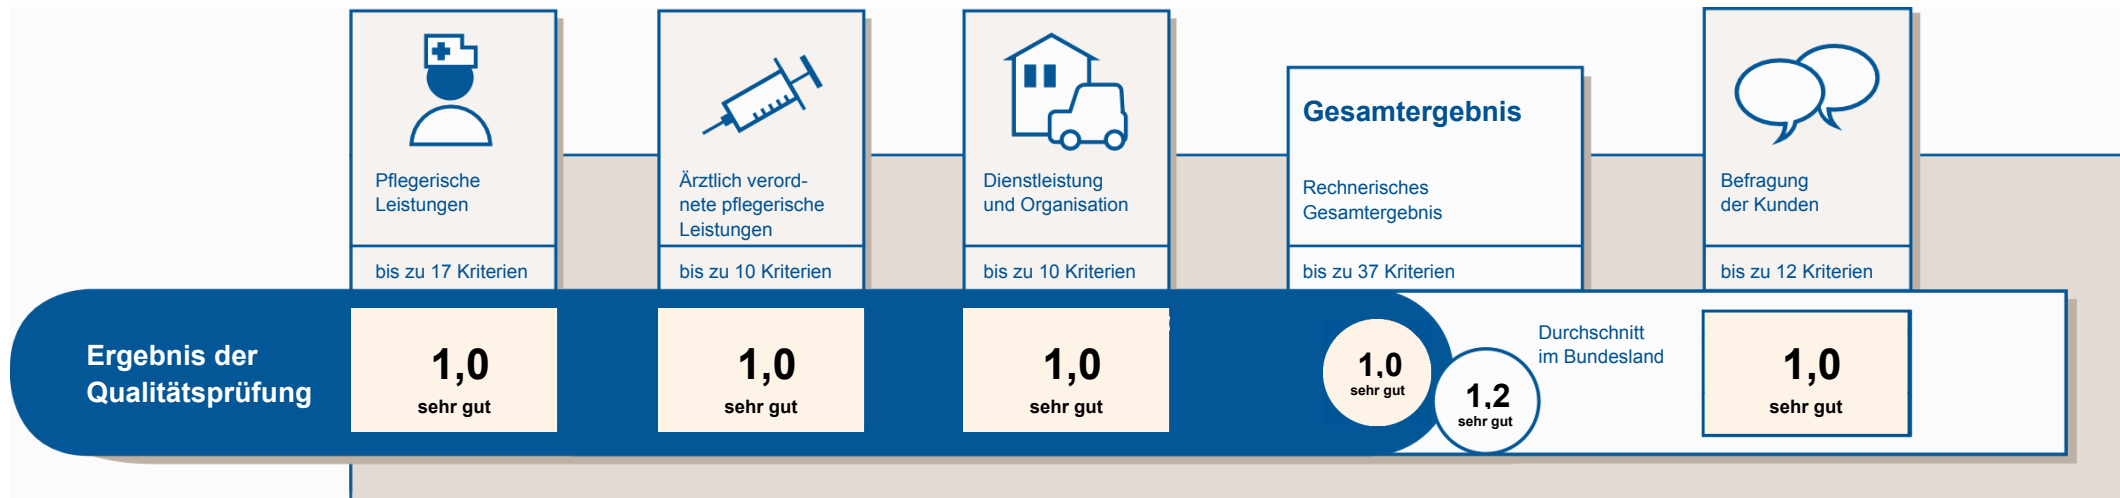 Pflegerische
Leistungen
bis zu 17 Kriterien
Ärztlich verord-
nete pflegerische
Leistungen
bis zu 10 Kriterien
Dienstleistung
und Organisation
bis zu 10 Kriterien
Gesamtergebnis
Rechnerisches
Gesamtergebnis
bis zu 37 Kriterien
Befragung
der Kunden
bis zu 12 Kriterien
Ergebnis der
Qualitätsprüfung
1,0
sehr gut
1,0
sehr gut
1,0
sehr gut
1,0
sehr gut
1,2
sehr gut
Durchschnitt
im Bundesland
1,0
sehr gut